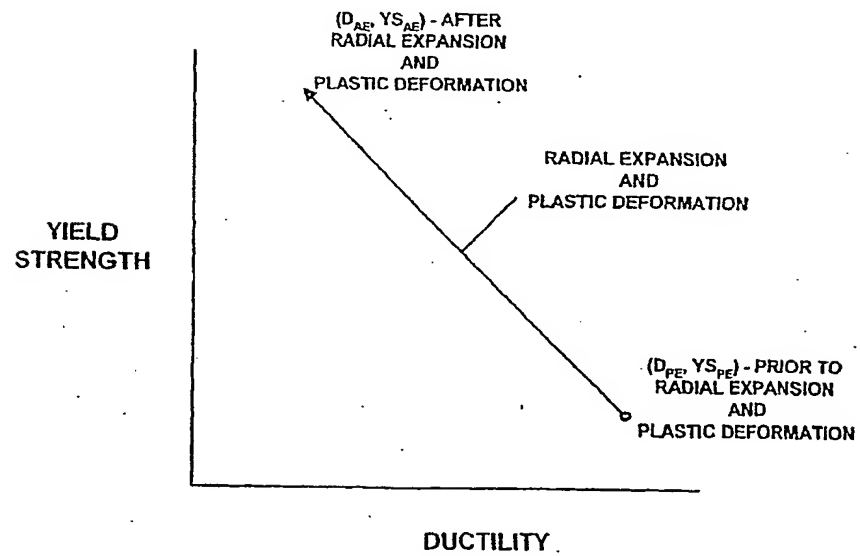 (D_AE, YS_AE) - AFTER
RADIAL EXPANSION
AND
PLASTIC DEFORMATION
RADIAL EXPANSION
AND
PLASTIC DEFORMATION
YIELD
STRENGTH
(D_PE, YS_PE) - PRIOR TO
RADIAL EXPANSION
AND
PLASTIC DEFORMATION
DUCTILITY